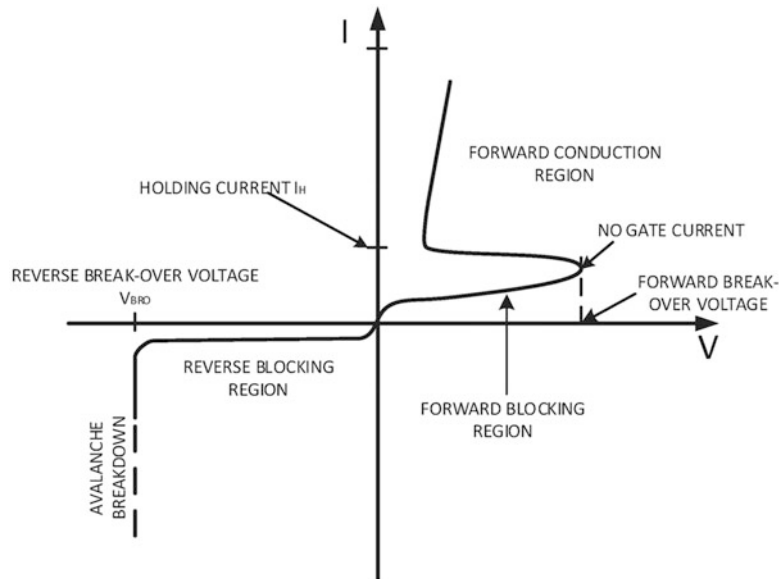 I
FORWARD CONDUCTION
REGION
HOLDING CURRENT IH
NO GATE CURRENT
REVERSE BREAK-OVER VOLTAGE
VBRO
FORWARD BREAK-
OVER VOLTAGE
V
REVERSE BLOCKING
REGION
FORWARD BLOCKING
REGION
AVALANCHE
BREAKDOWN